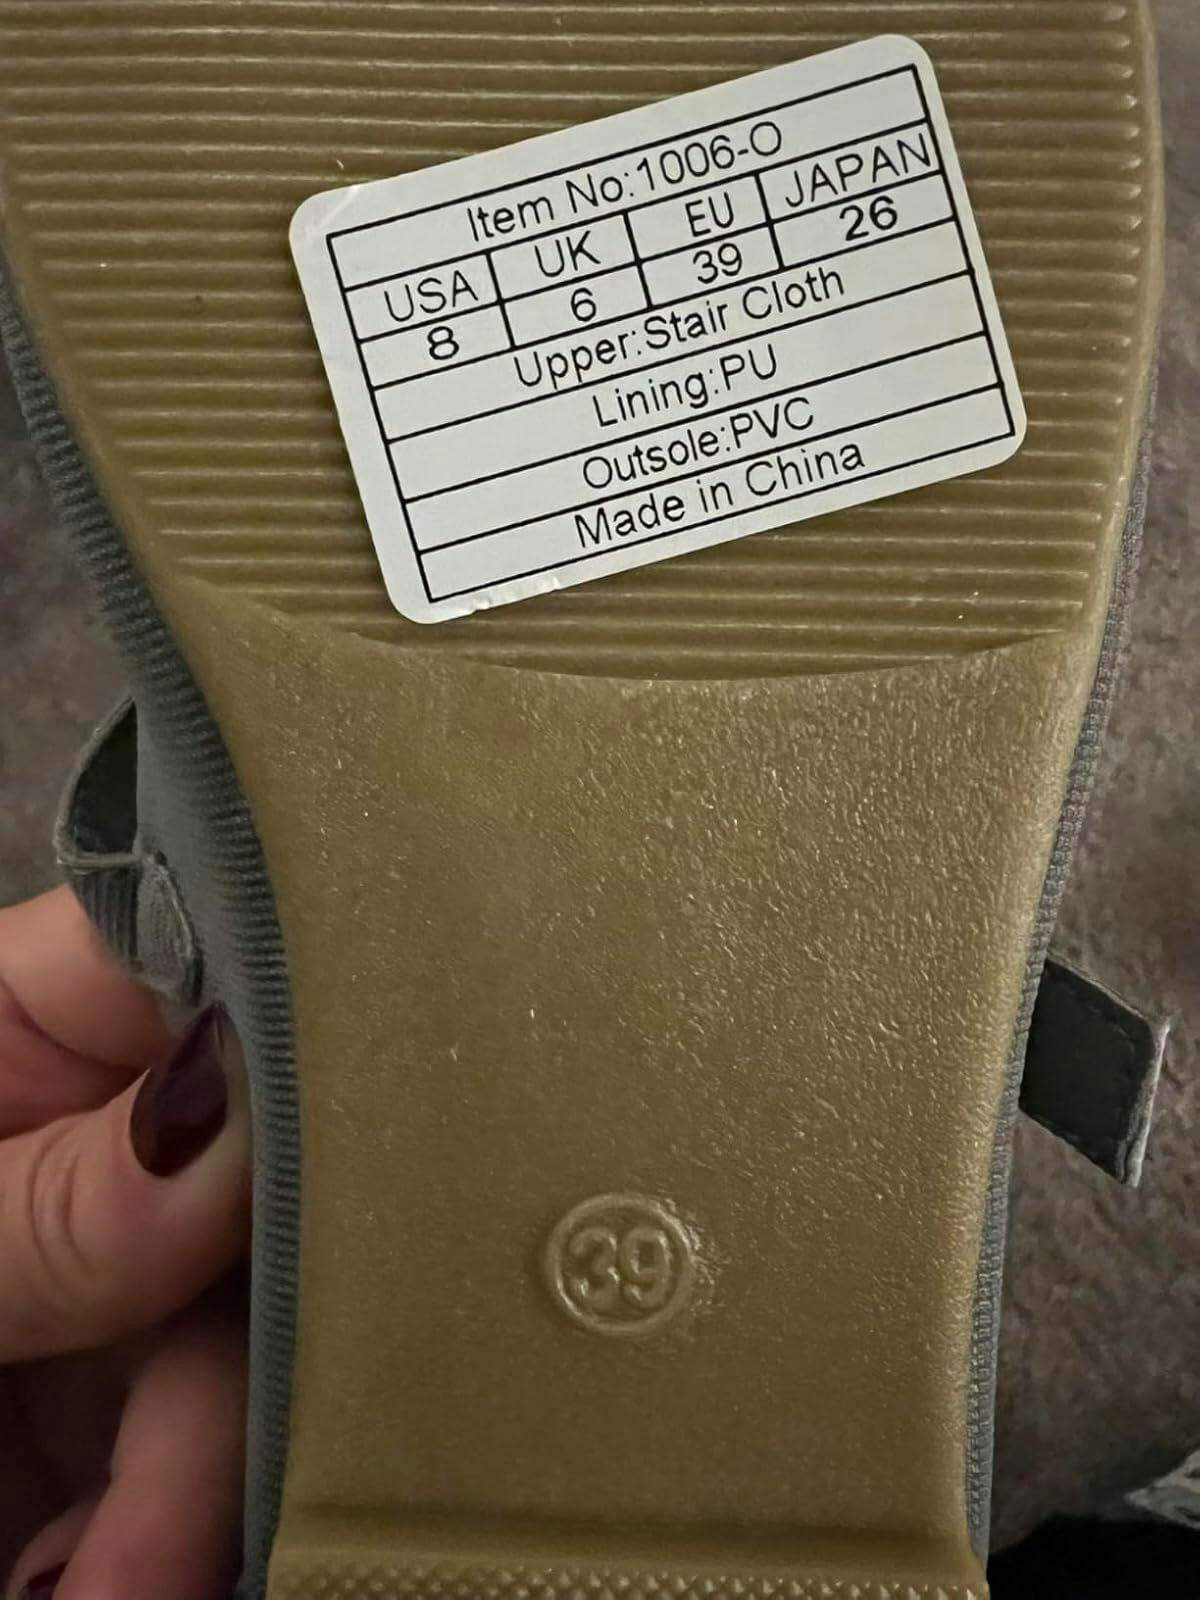 Item No:1006-O
USA UK EU JAPAN
8 6 39 26
Upper:Stair Cloth
Lining:PU
Outsole:PVC
Made in China
39